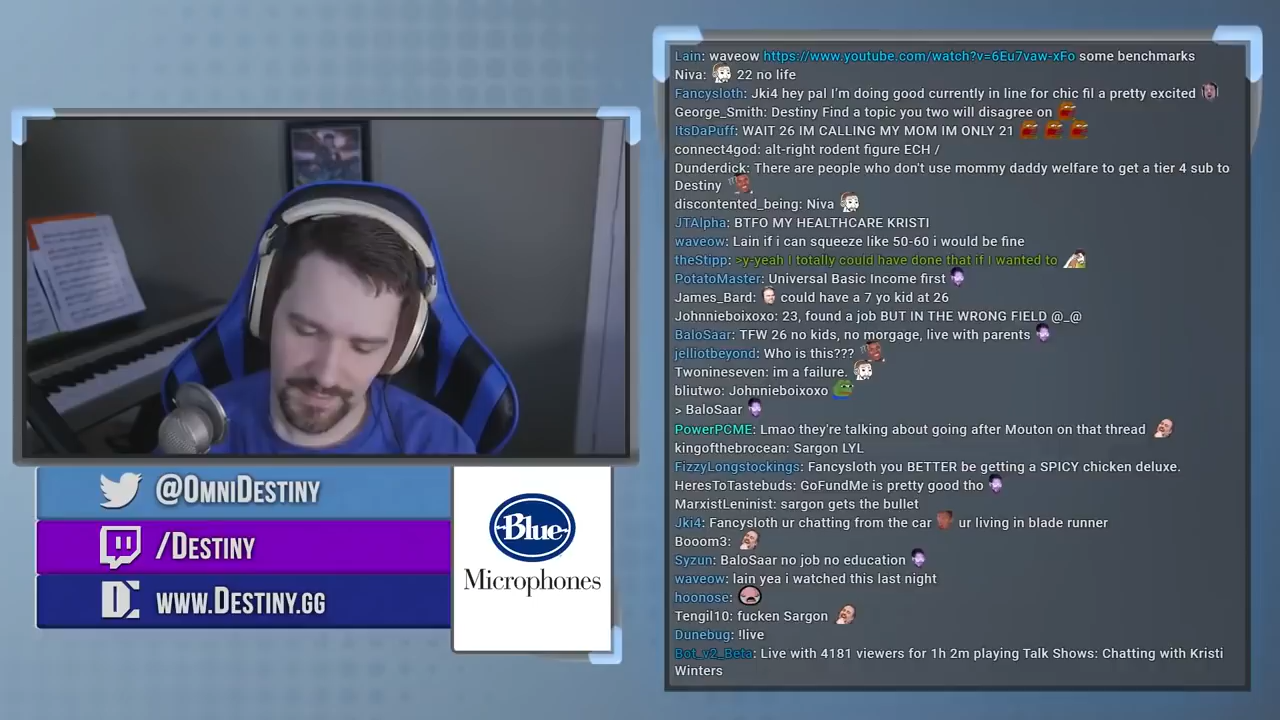 Lain: waveow https://www.youtube.com/watch?v=6Eu7vaw-xFo some benchmarks
Niva: 22 no life
Fancysloth: Jki4 hey pal I'm doing good currently in line for chic fil a pretty excited
George_Smith: Destiny Find a topic you two will disagree on
ItsDaPuff: WAIT 26 IM CALLING MY MOM IM ONLY 21
connect4god: alt-right rodent figure ECH /
Dunderdick: There are people who don't use mommy daddy welfare to get a tier 4 sub to
Destiny
discontented_being: Niva
JTAlpha: BTFO MY HEALTHCARE KRISTI
waveow: Lain if i can squeeze like 50-60 i would be fine
theStipp: >y-yeah I totally could have done that if I wanted to
PotatoMaster: Universal Basic Income first
James_Bard: could have a 7 yo kid at 26
Johnnieboixoxo: 23, found a job BUT IN THE WRONG FIELD @_@
BaloSaar: TFW 26 no kids, no morgage, live with parents
jelliotbeyond: Who is this???
Twonineseven: im a failure.
bliutwo: Johnnieboixoxo
> BaloSaar
PowerPCME: Lmao they're talking about going after Mouton on that thread
kingofthebrocean: Sargon LYL
FizzyLongstockings: Fancysloth you BETTER be getting a SPICY chicken deluxe.
HeresToTastebuds: GoFundMe is pretty good tho
MarxistLeninist: sargon gets the bullet
Jki4: Fancysloth ur chatting from the car ur living in blade runner
Booom3:
Syzun: BaloSaar no job no education
waveow: lain yea i watched this last night
hoonose:
Tengil10: fucken Sargon
Dunebug: !live
Bot_v2_Beta: Live with 4181 viewers for 1h 2m playing Talk Shows: Chatting with Kristi
Winters
@OmniDestiny
/Destiny
www.Destiny.gg
Blue
Microphones